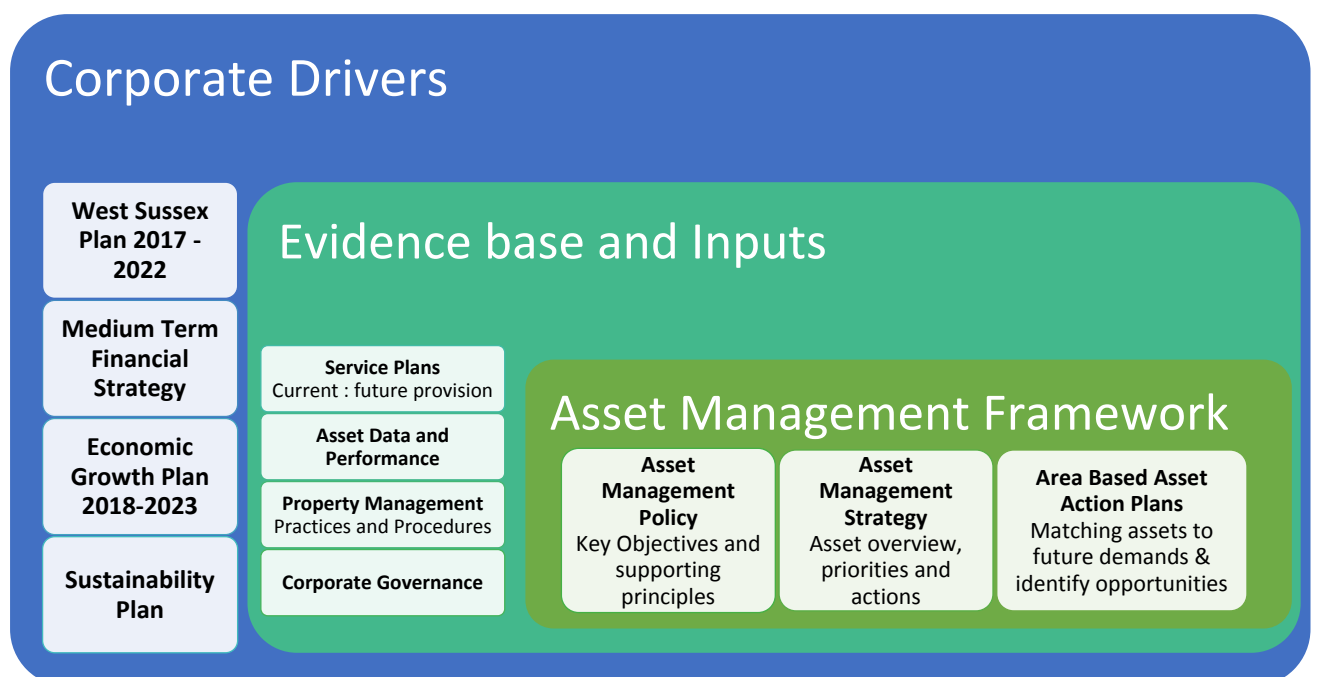 Corporate Drivers
West Sussex
Plan 2017 -
2022
Medium Term
Financial
Strategy
Economic
Growth Plan
2018-2023
Sustainability
Plan
Evidence base and Inputs
Service Plans
Current : future provision
Asset Data and
Performance
Property Management
Practices and Procedures
Corporate Governance
Asset Management Framework
Asset
Management
Policy
Key Objectives and
supporting
principles
Asset
Management
Strategy
Asset overview,
priorities and
actions
Area Based Asset
Action Plans
Matching assets to
future demands &
identify opportunities